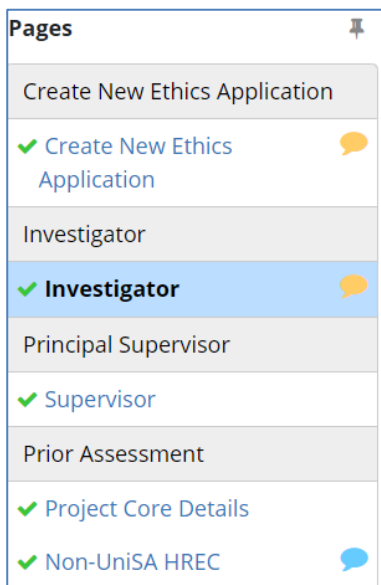 Pages
Create New Ethics Application
Create New Ethics
Application
Investigator
Investigator
Principal Supervisor
Supervisor
Prior Assessment
Project Core Details
Non-UniSA HREC